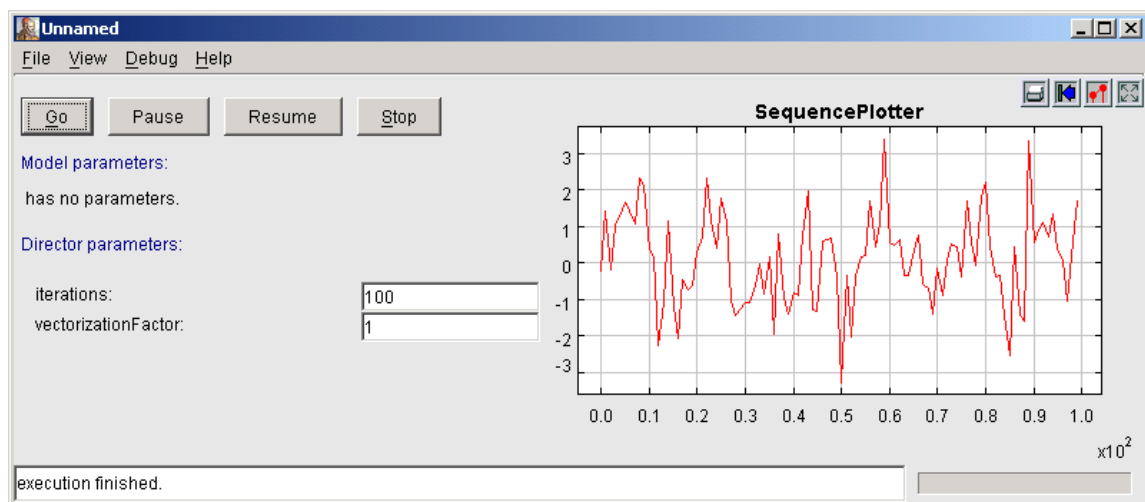 Unnamed
File View Debug Help
Go Pause Resume Stop
Model parameters:
has no parameters.
Director parameters:
iterations: 100
vectorizationFactor: 1
SequencePlotter
3
2
1
0
-1
-2
-3
0.0 0.1 0.2 0.3 0.4 0.5 0.6 0.7 0.8 0.9 1.0
x10²
execution finished.